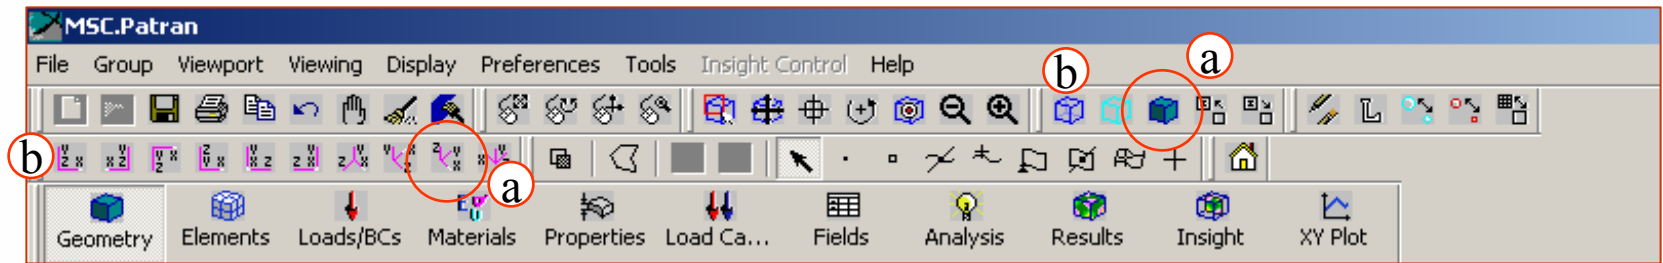 MSC.Patran
File Group Viewport Viewing Display Preferences Tools Insight Control Help
b a
b a
Geometry Elements Loads/BCs Materials Properties Load Ca... Fields Analysis Results Insight XY Plot